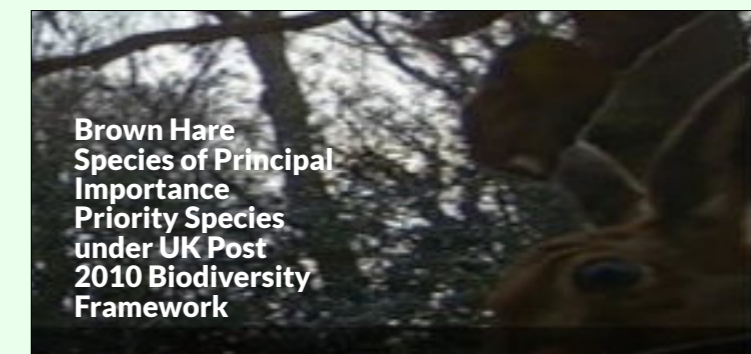 Brown Hare
Species of Principal
Importance
Priority Species
under UK Post
2010 Biodiversity
Framework